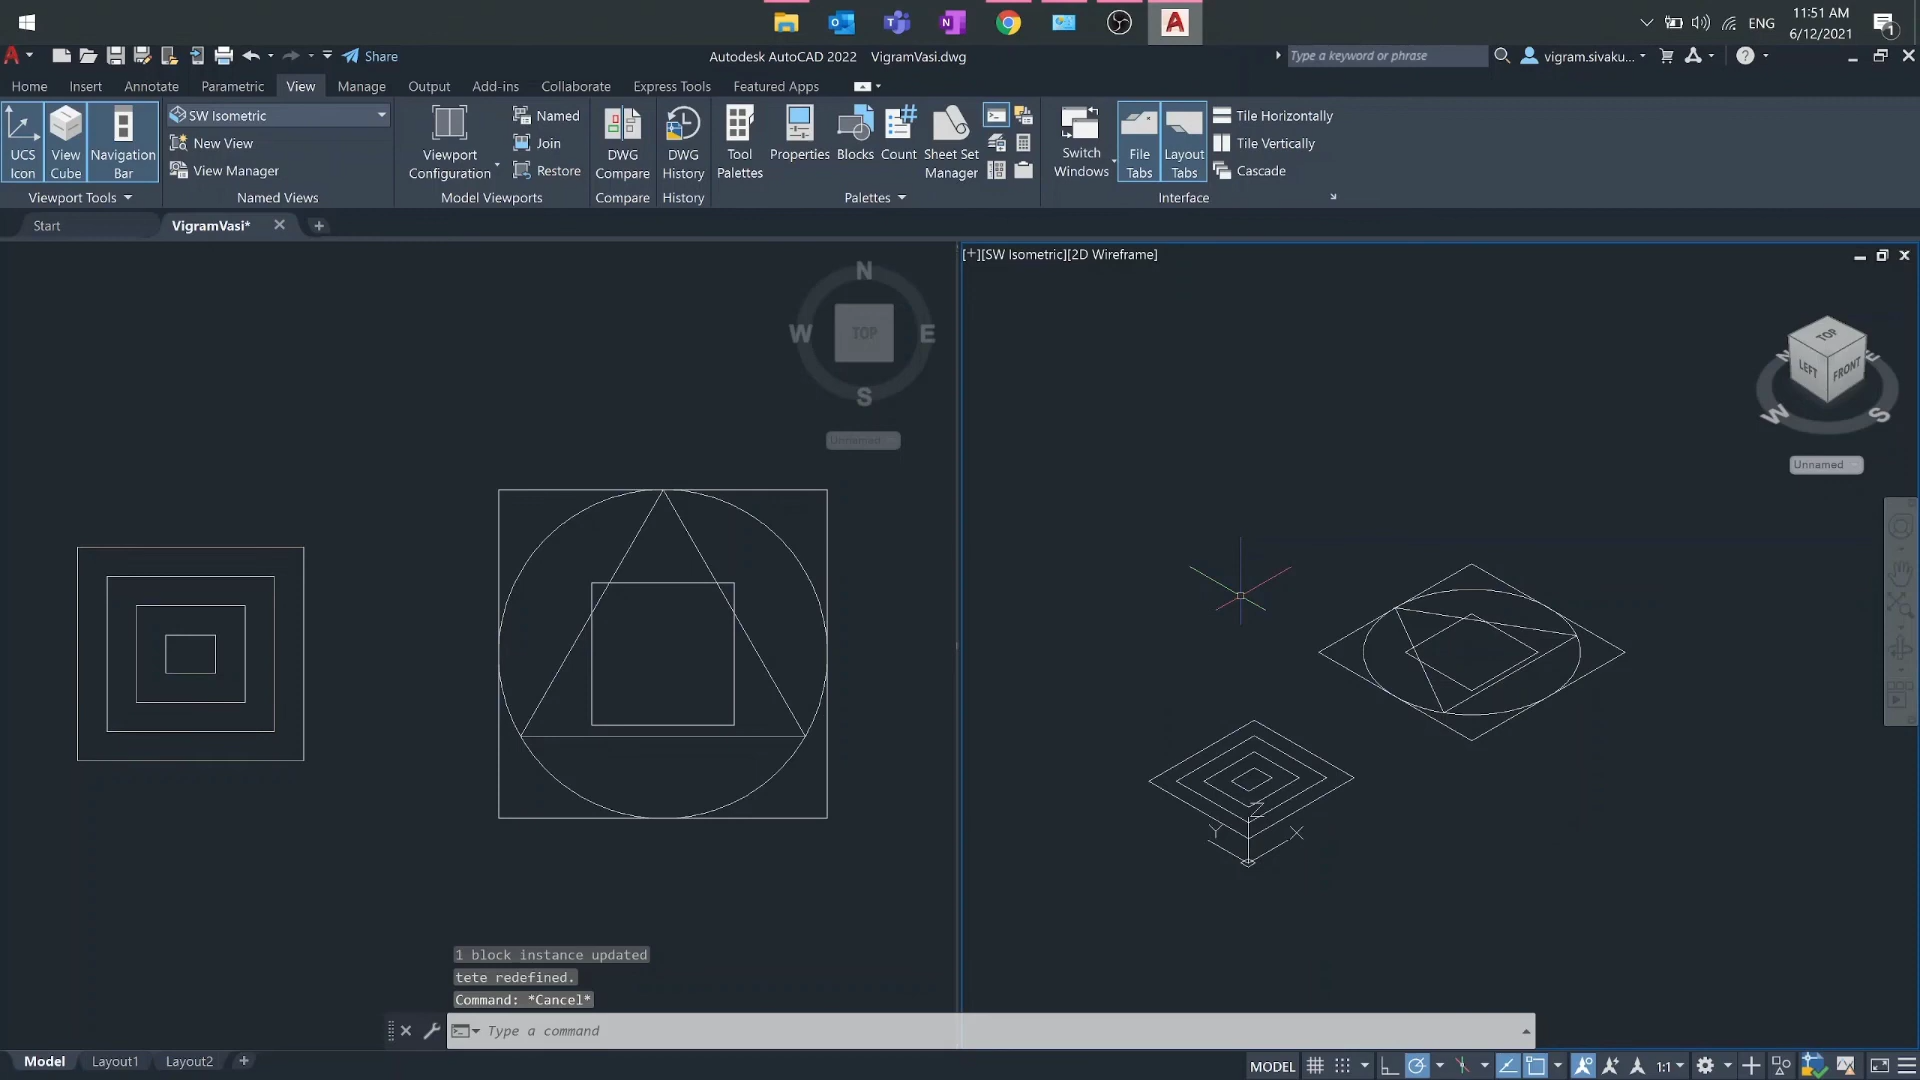 ENG
11:51 AM
6/12/2021
1
Share
Autodesk AutoCAD 2022 VigramVasi.dwg
Type a keyword or phrase
vigram.sivaku...
Home Insert Annotate Parametric View Manage Output Add-ins Collaborate Express Tools Featured Apps
UCS Icon
View Cube
Navigation Bar
Viewport Tools
SW Isometric
New View
View Manager
Named Views
Viewport Configuration
Named
Join
Restore
Model Viewports
DWG Compare
Compare
DWG History
History
Tool Palettes
Properties
Blocks
Count
Sheet Set Manager
Palettes
Switch Windows
File Tabs
Layout Tabs
Tile Horizontally
Tile Vertically
Cascade
Interface
Start
VigramVasi*
N
W TOP E
S
Unnamed
[+][SW Isometric][2D Wireframe]
TOP
N E
LEFT FRONT
W S
Unnamed
Z
Y X
1 block instance updated
tete redefined.
Command: *Cancel*
Type a command
Model Layout1 Layout2
MODEL
1:1